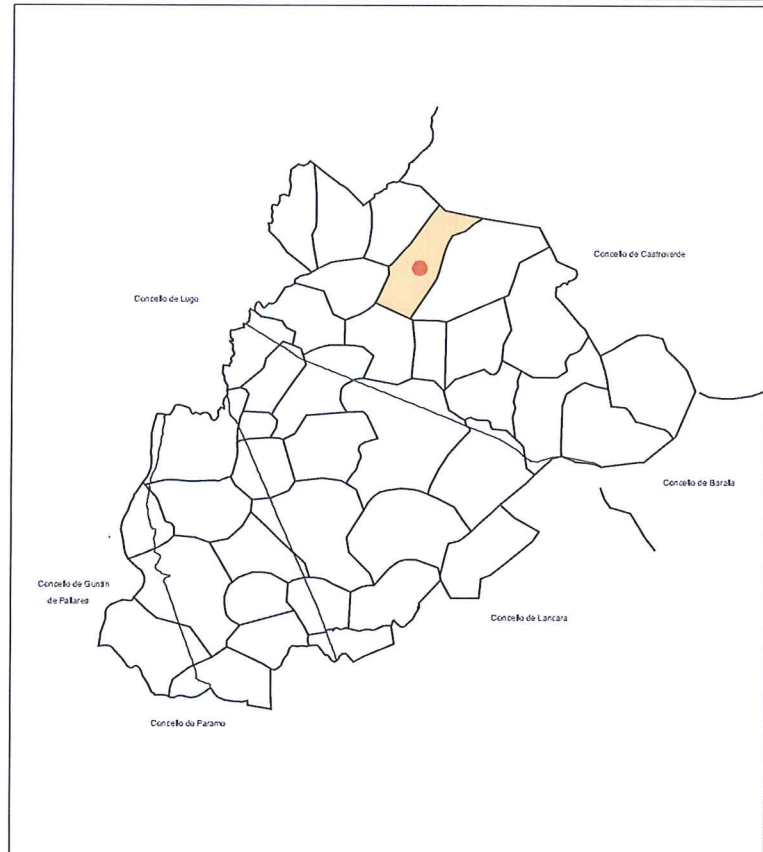 Concello de Castroverde
Concello de Lugo
Concello de Baralla
Concello de Guntín
de Pallares
Concello de Lancara
Concello do Paramo